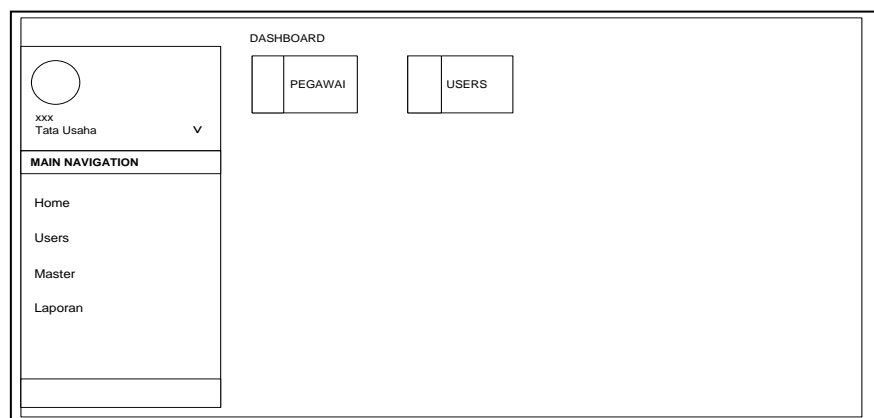 DASHBOARD
PEGAWAI
USERS
xxx
Tata Usaha
V
MAIN NAVIGATION
Home
Users
Master
Laporan